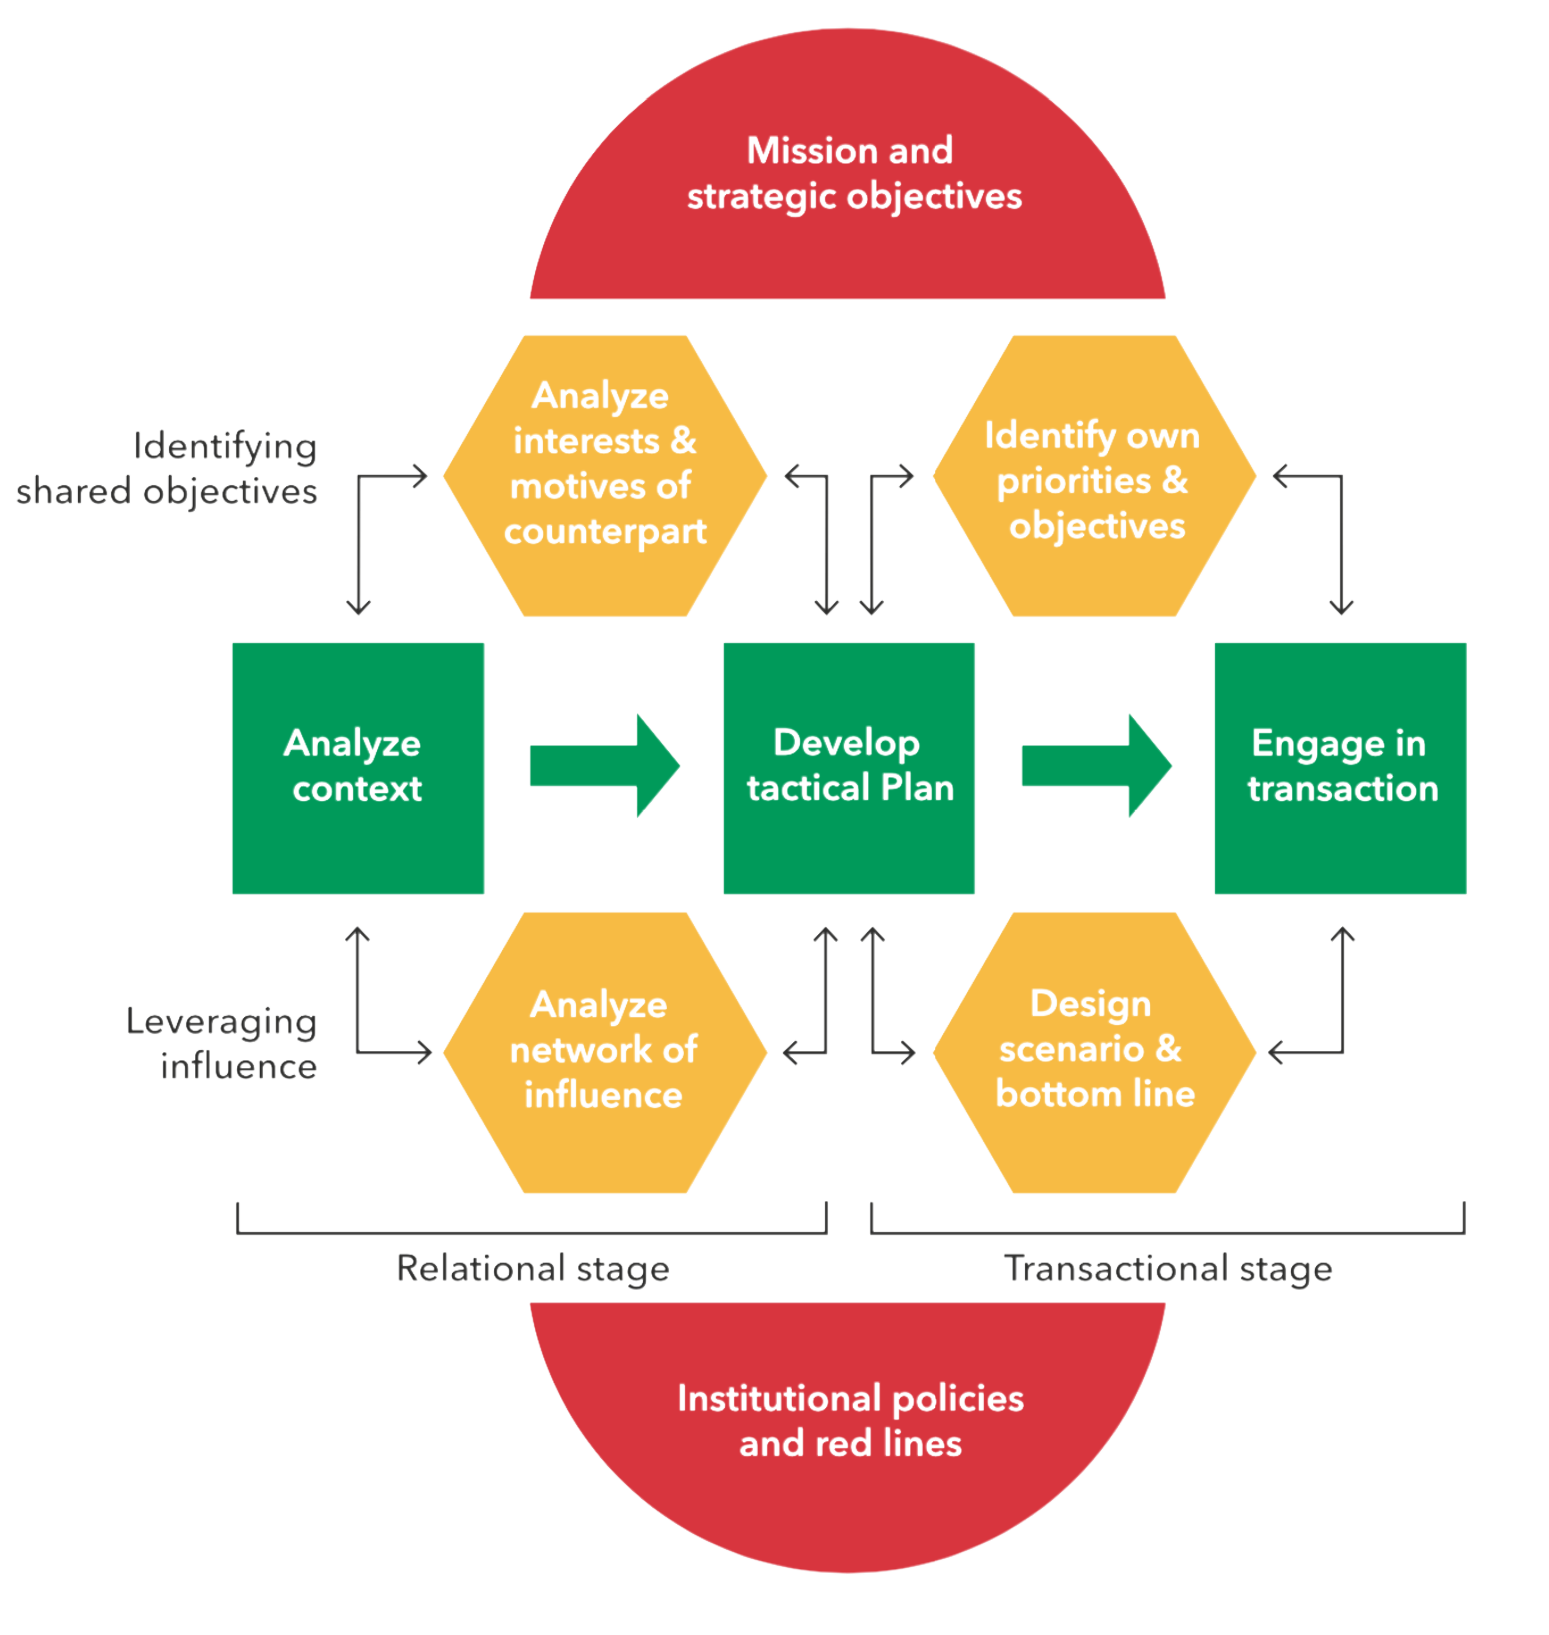 Mission and
strategic objectives
Identifying
shared objectives
Analyze
interests &
motives of
counterpart
Identify own
priorities &
objectives
Analyze
context
Develop
tactical Plan
Engage in
transaction
Leveraging
influence
Analyze
network of
influence
Design
scenario &
bottom line
Relational stage
Transactional stage
Institutional policies
and red lines